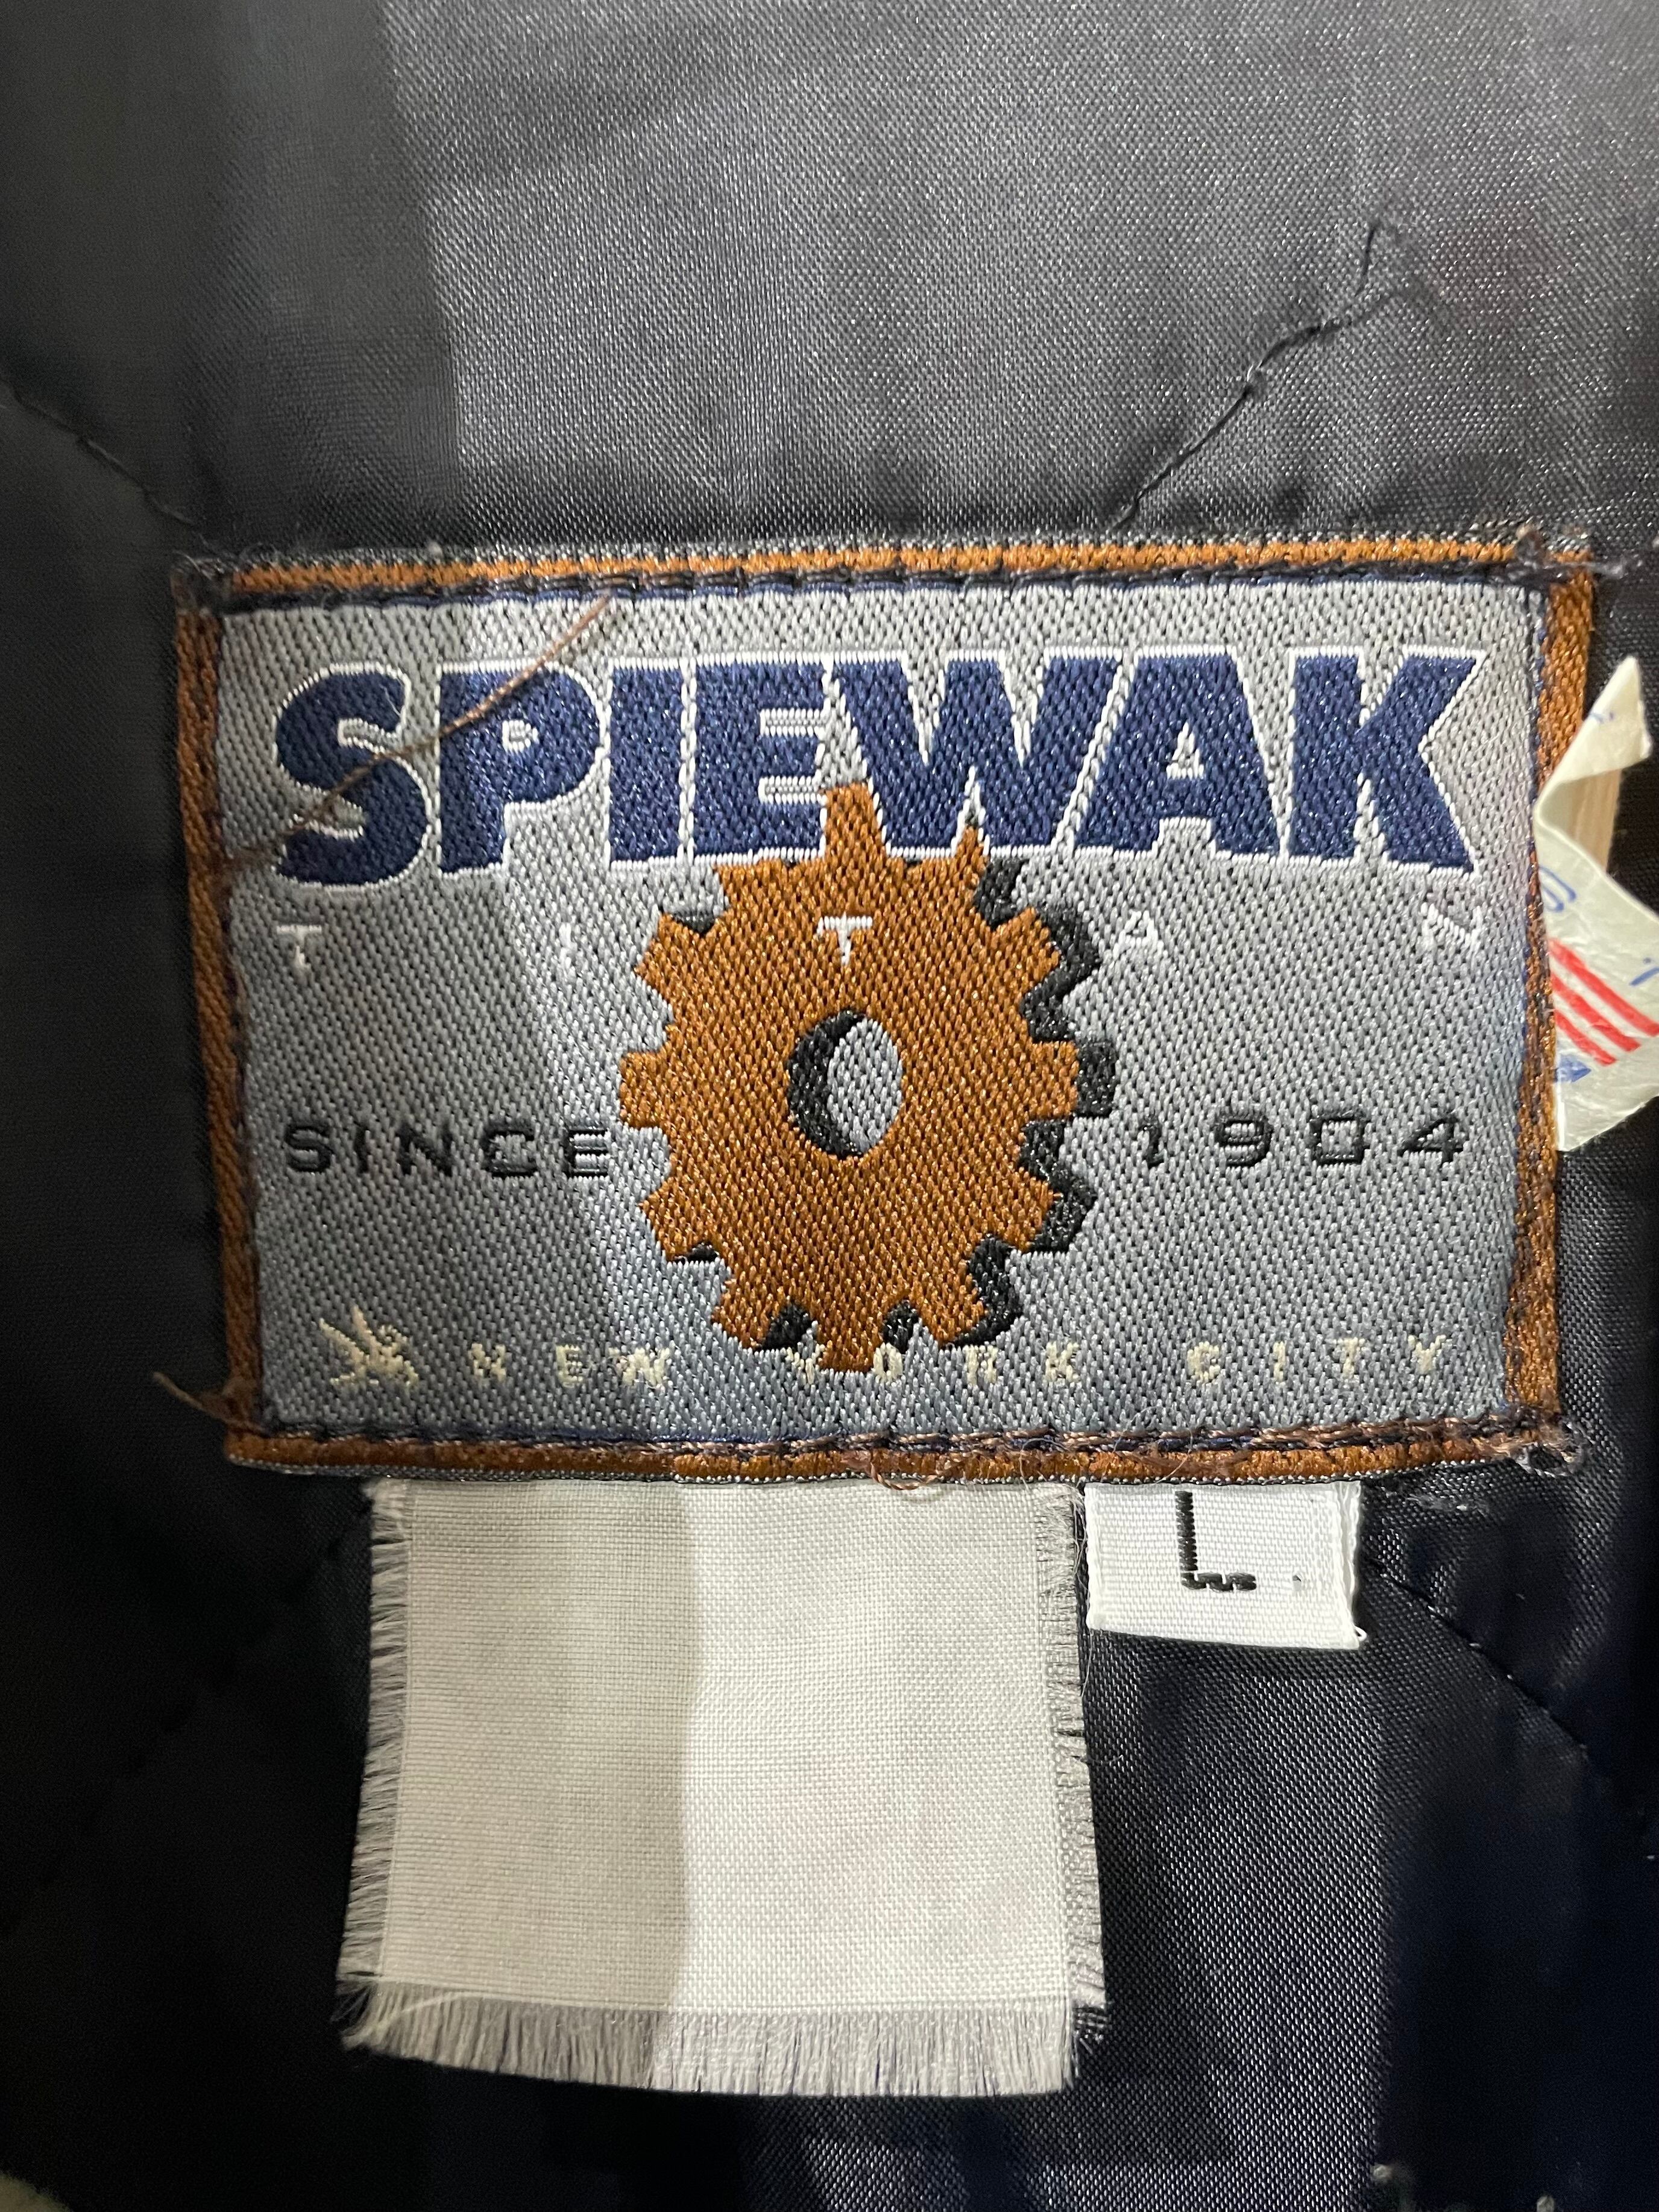 SPIEWAK
TITAN
SINCE 1904
NEW YORK CITY
L